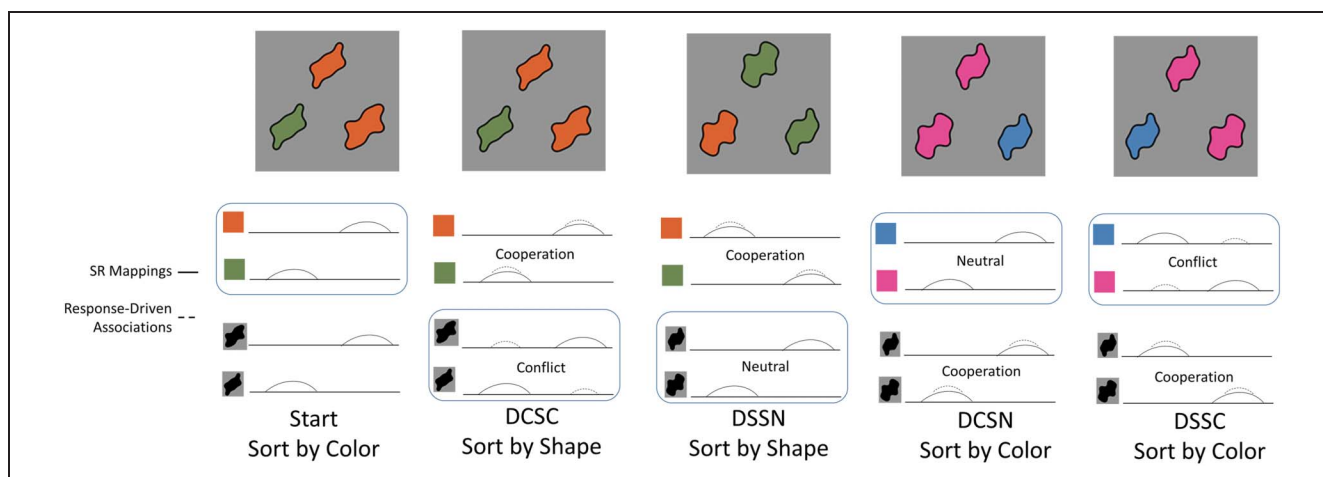 SR Mappings
Response-Driven
Associations
Cooperation
Cooperation
Neutral
Conflict
Conflict
Neutral
Cooperation
Cooperation
Start
Sort by Color
DCSC
Sort by Shape
DSSN
Sort by Shape
DCSN
Sort by Color
DSSC
Sort by Color